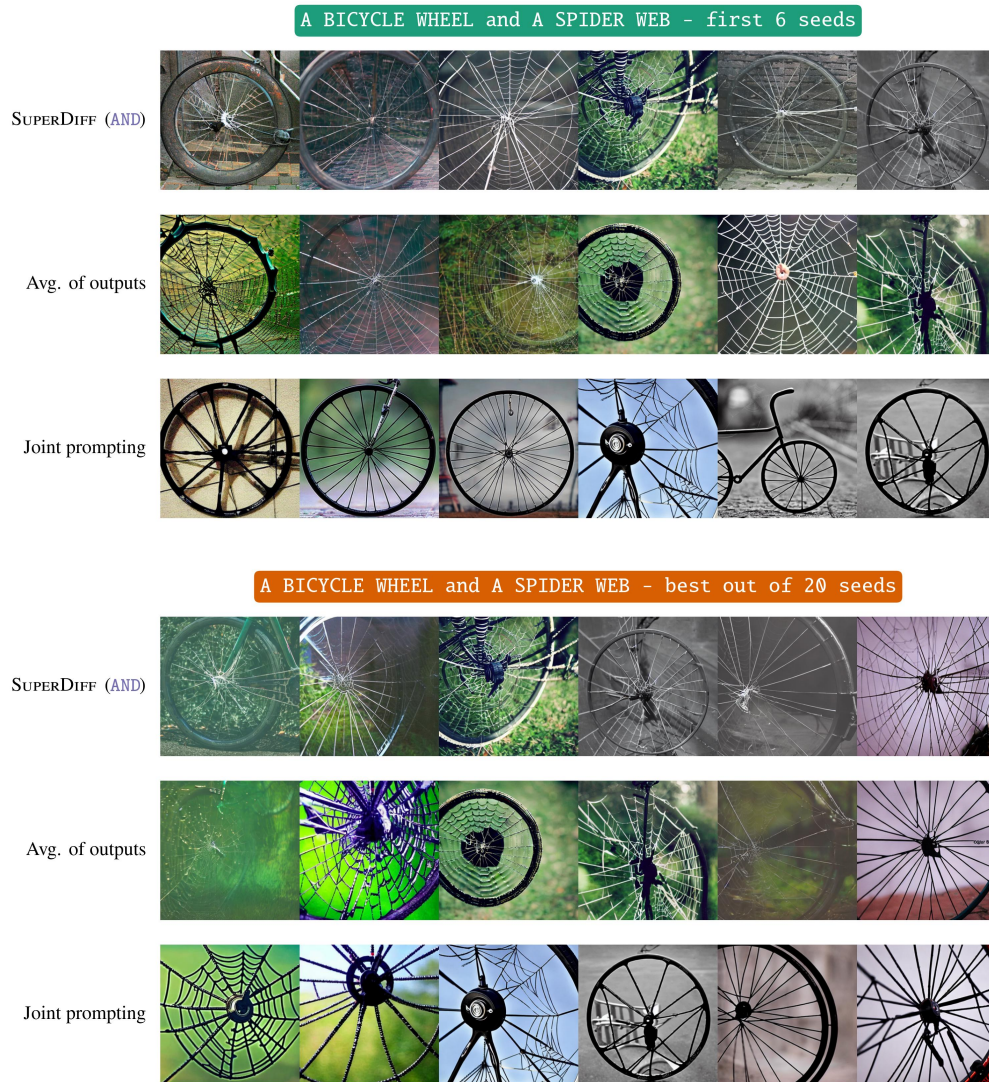 A BICYCLE WHEEL and A SPIDER WEB - first 6 seeds
SUPERDIFF (AND)
Avg. of outputs
Joint prompting
A BICYCLE WHEEL and A SPIDER WEB - best out of 20 seeds
SUPERDIFF (AND)
Avg. of outputs
Joint prompting